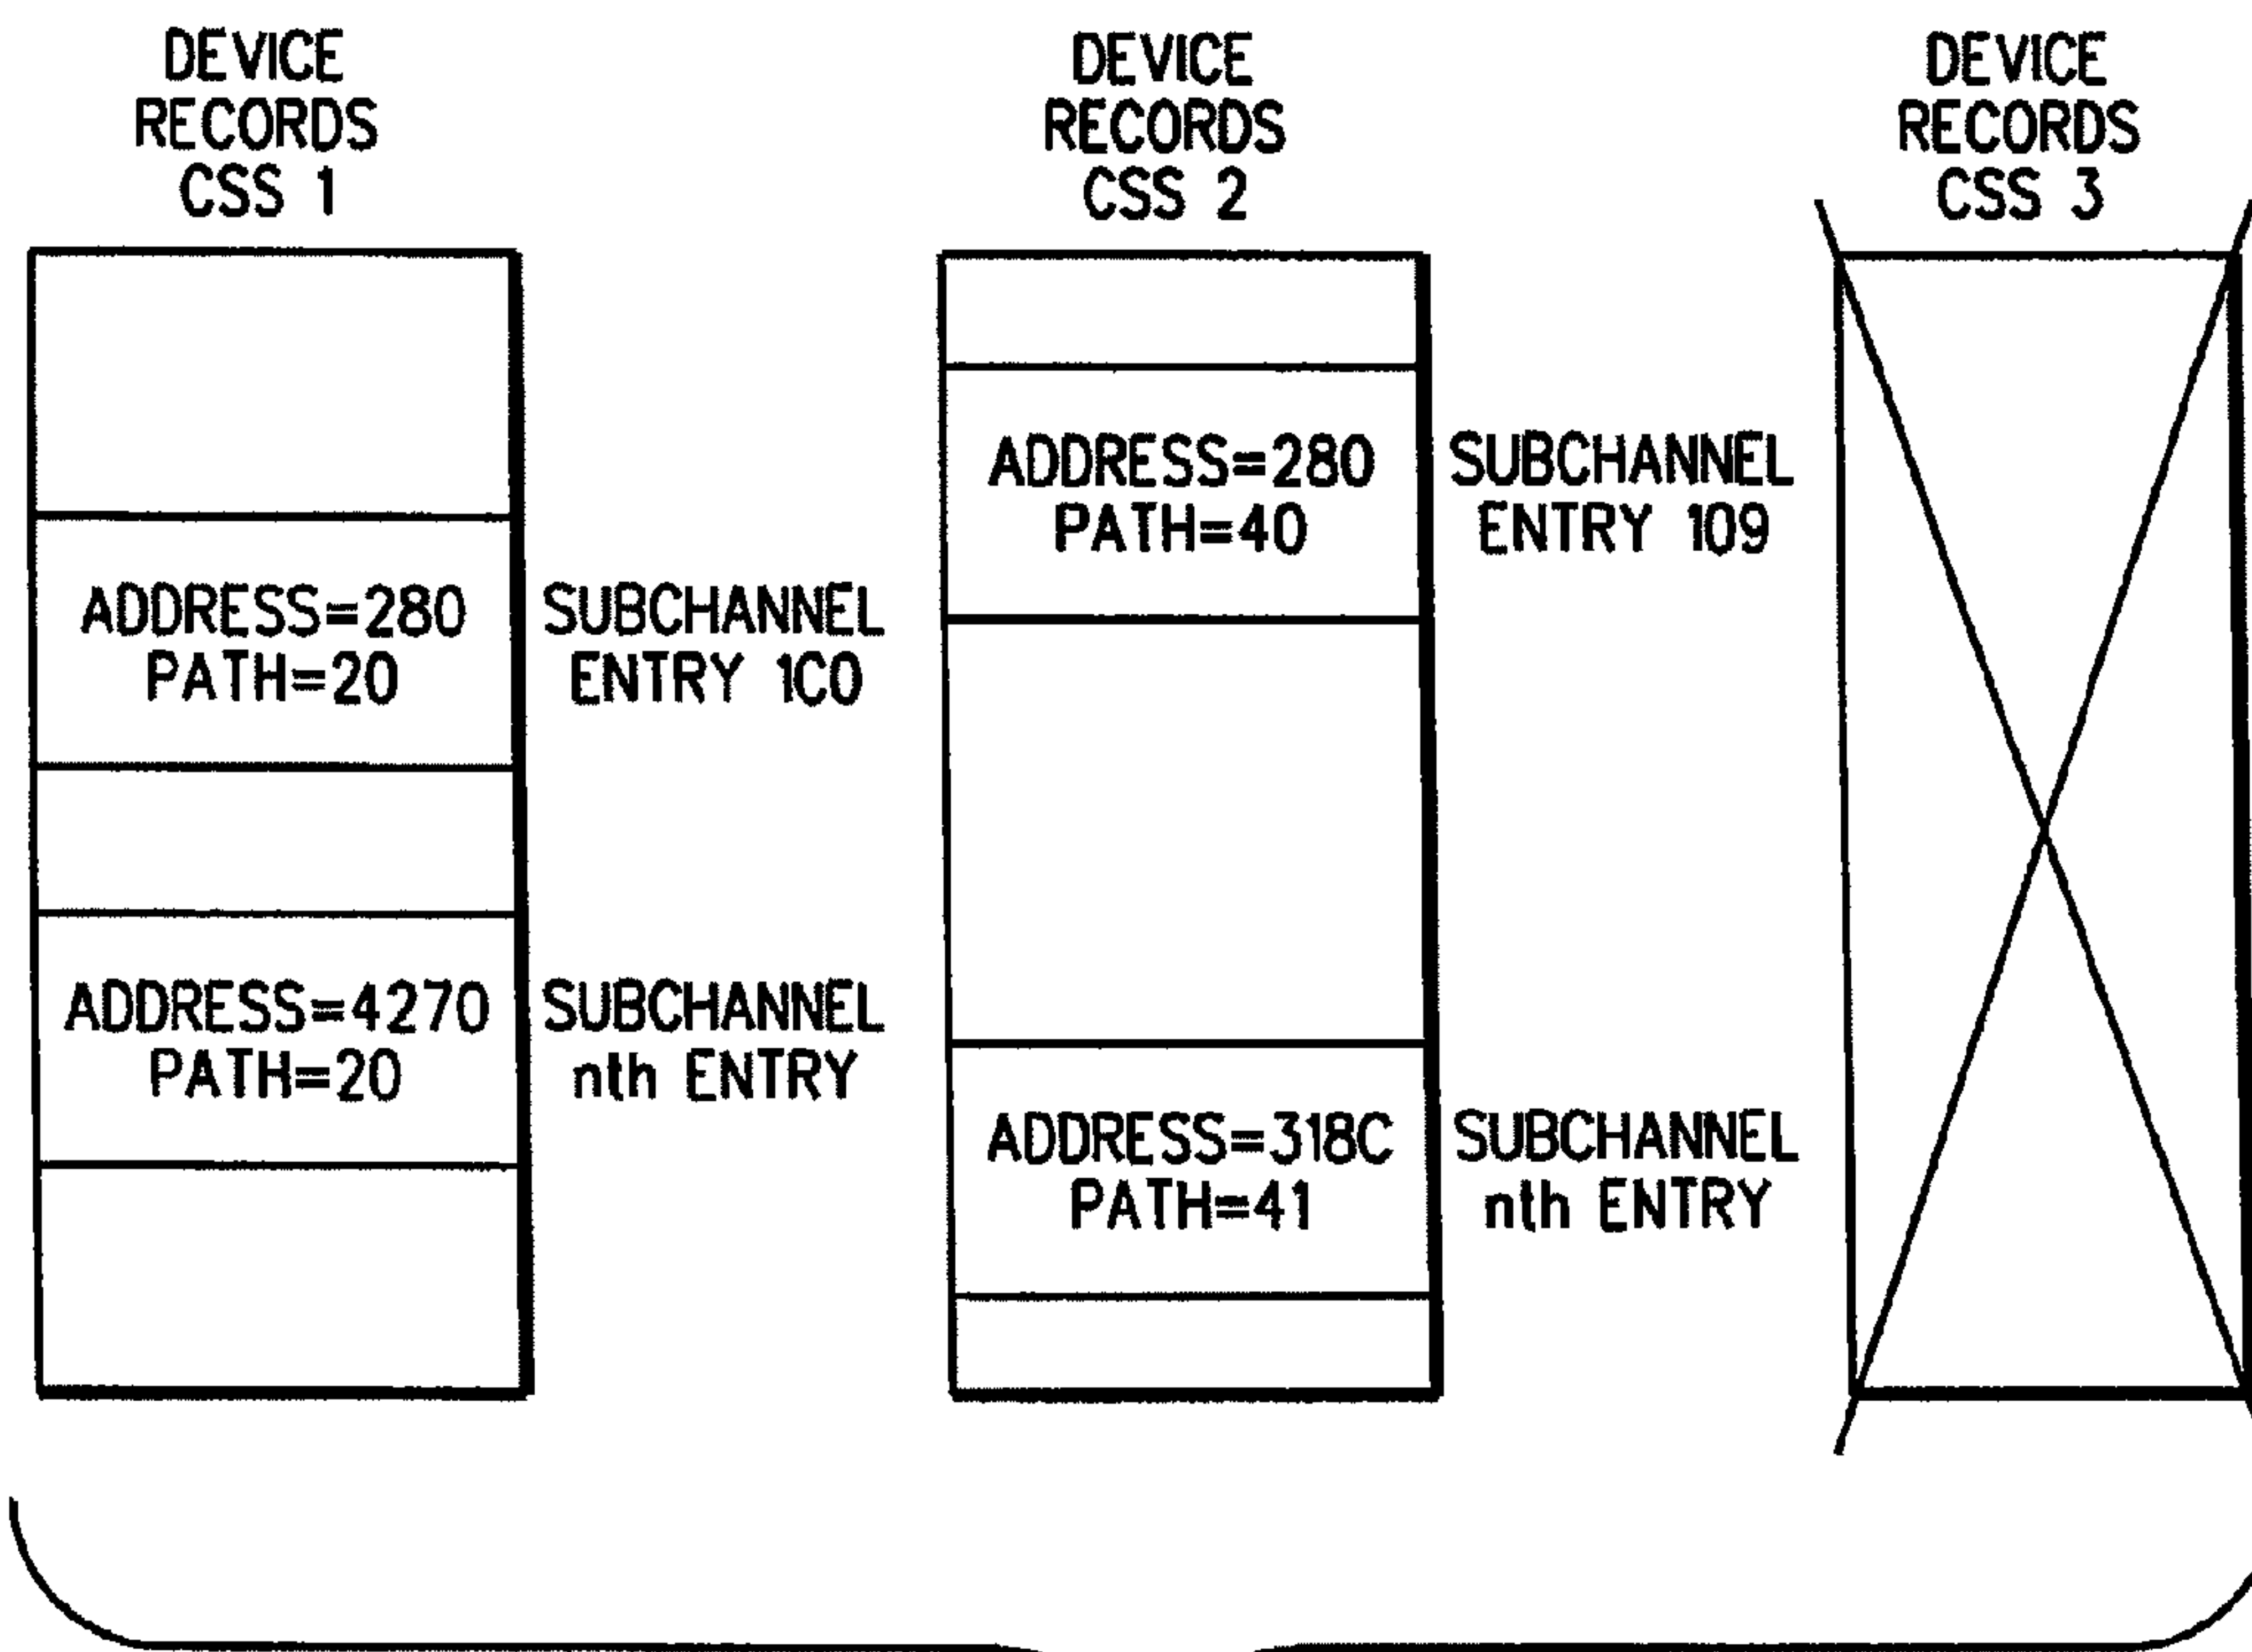 DEVICE
RECORDS
CSS 1
ADDRESS=280
PATH=20
SUBCHANNEL
ENTRY 1C0
ADDRESS=4270
PATH=20
SUBCHANNEL
nth ENTRY
DEVICE
RECORDS
CSS 2
ADDRESS=280
PATH=40
SUBCHANNEL
ENTRY 109
ADDRESS=318C
PATH=41
SUBCHANNEL
nth ENTRY
DEVICE
RECORDS
CSS 3